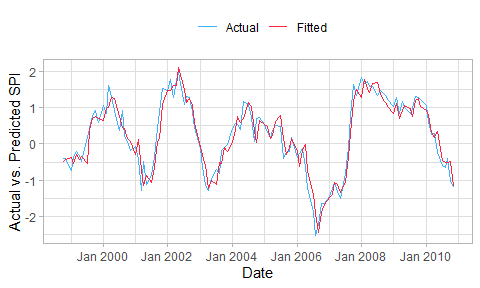 Actual Fitted
Actual vs. Predicted SPI
2
1
0
-1
-2
Jan 2000 Jan 2002 Jan 2004 Jan 2006 Jan 2008 Jan 2010
Date